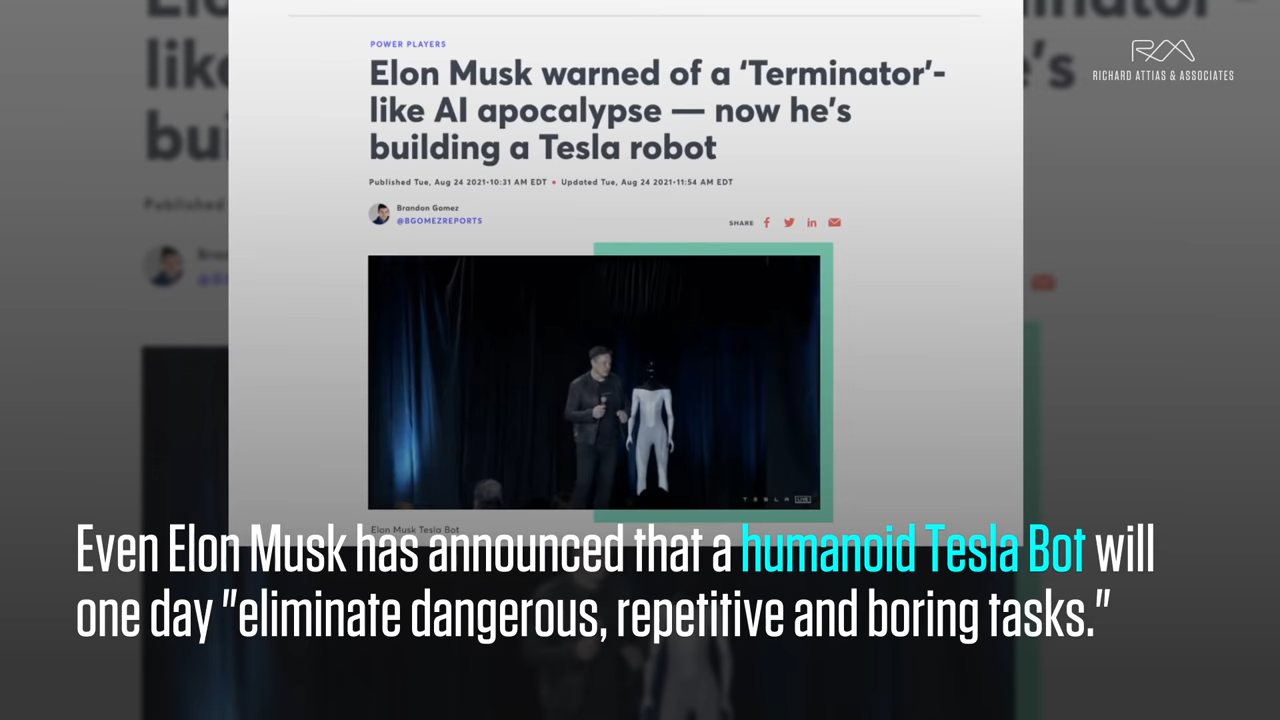 POWER PLAYERS
Elon Musk warned of a ‘Terminator’-
like AI apocalypse — now he’s
building a Tesla robot
Published Tue, Aug 24 2021•10:31 AM EDT • Updated Tue, Aug 24 2021•11:54 AM EDT
Brandon Gomez
@BGOMEZREPORTS
SHARE
TESLA LIVE
Elon Musk Tesla Bot
RICHARD ATTIAS & ASSOCIATES
Even Elon Musk has announced that a humanoid Tesla Bot will
one day "eliminate dangerous, repetitive and boring tasks."